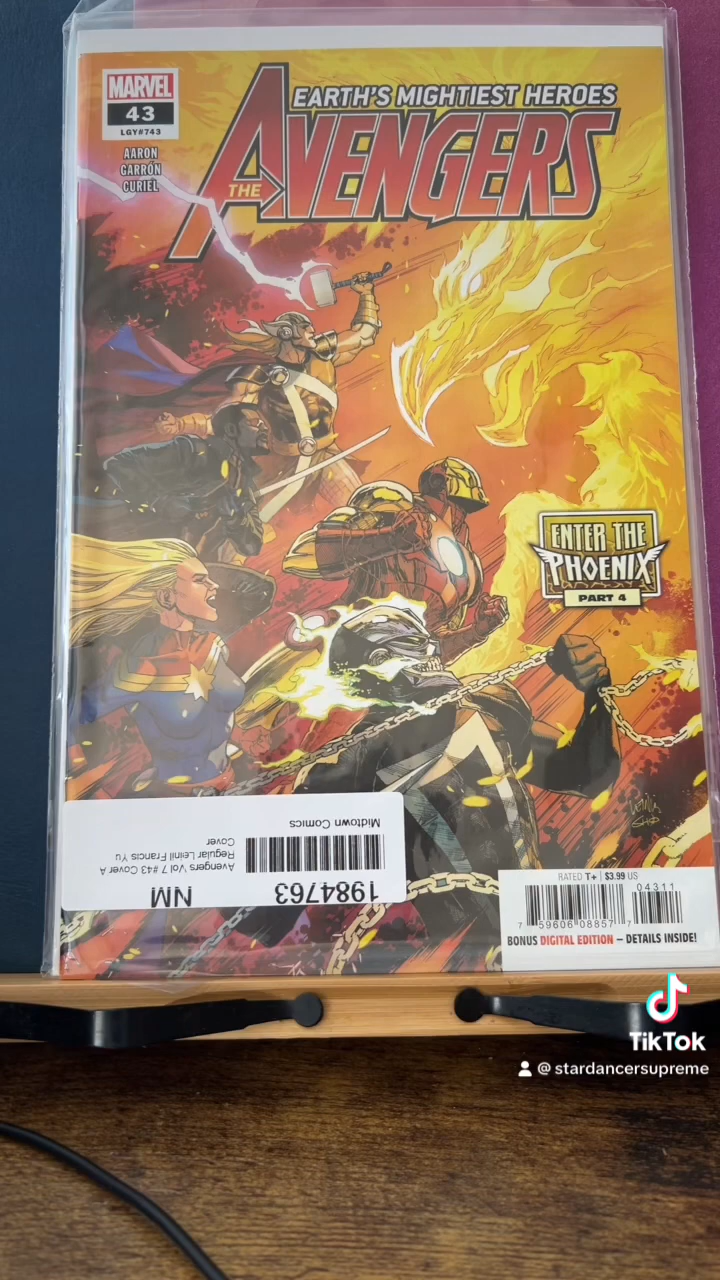 MARVEL
43
LGY#743
AARON
GARRÓN
CURIEL
EARTH'S MIGHTIEST HEROES
THE AVENGERS
ENTER THE
PHOENIX
PART 4
1984763 NM
Avengers Vol 7 #43 Cover A
Regular Leinil Francis Yu
Cover
Midtown Comics
RATED T+ $3.99 US
04311
7 59606 08857 7
BONUS DIGITAL EDITION – DETAILS INSIDE!
TikTok
@ stardancersupreme